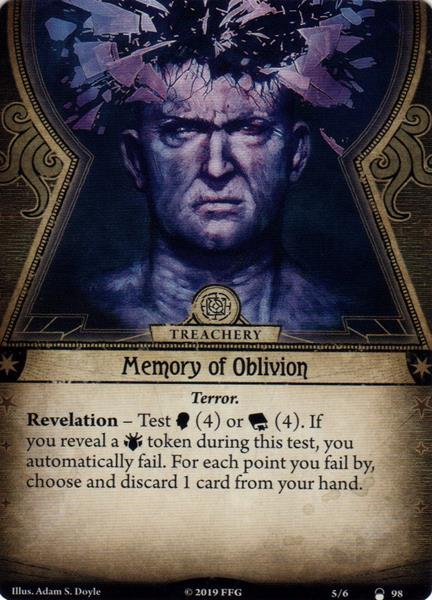 TREACHERY
Memory of Oblivion
Terror.
Revelation – Test (4) or (4). If
you reveal a token during this test, you
automatically fail. For each point you fail by,
choose and discard 1 card from your hand.
Illus. Adam S. Doyle © 2019 FFG 5/6 98